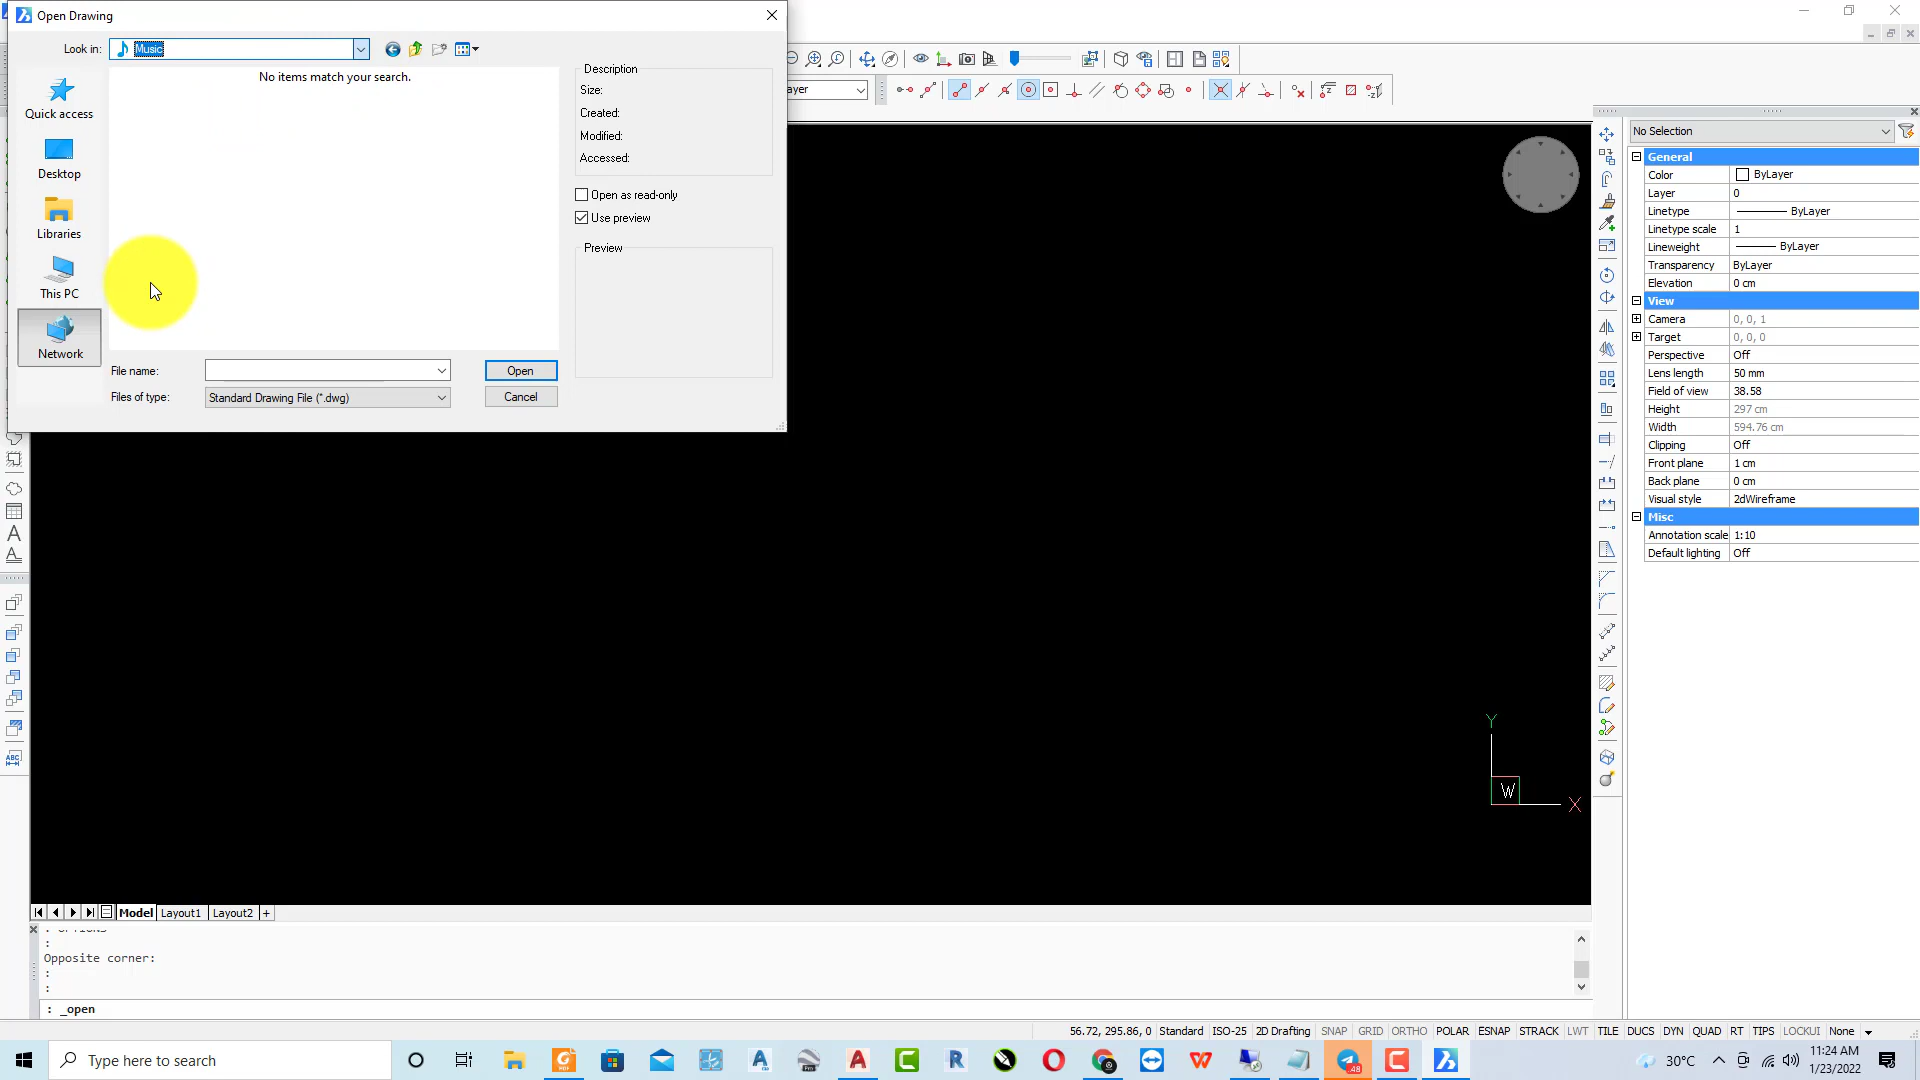 Open Drawing
Look in: Music
No items match your search.
Quick access
Desktop
Libraries
This PC
Network
Description
Size:
Created:
Modified:
Accessed:
Open as read-only
Use preview
Preview
File name:
Open
Files of type: Standard Drawing File (*.dwg)
Cancel
ayer
No Selection
General
Color ByLayer
Layer 0
Linetype ByLayer
Linetype scale 1
Lineweight ByLayer
Transparency ByLayer
Elevation 0 cm
View
Camera 0, 0, 1
Target 0, 0, 0
Perspective Off
Lens length 50 mm
Field of view 38.58
Height 297 cm
Width 594.76 cm
Clipping Off
Front plane 1 cm
Back plane 0 cm
Visual style 2dWireframe
Misc
Annotation scale 1:10
Default lighting Off
Y
W
X
ABC
Model Layout1 Layout2 +
: OPTIONS
:
Opposite corner:
:
:
: _open
56.72, 295.86, 0 Standard ISO-25 2D Drafting SNAP GRID ORTHO POLAR ESNAP STRACK LWT TILE DUCS DYN QUAD RT TIPS LOCKUI None
Type here to search
30°C
11:24 AM
1/23/2022